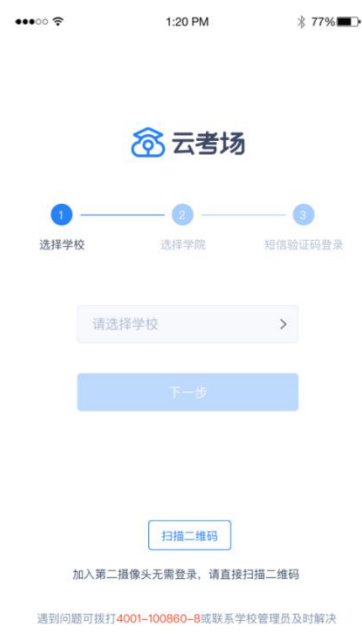 1:20 PM 77%
云考场
1 2 3
选择学校 选择学院 短信验证码登录
请选择学校
下一步
扫描二维码
加入第二摄像头无需登录，请直接扫描二维码
遇到问题可拨打4001-100860-8或联系学校管理员及时解决